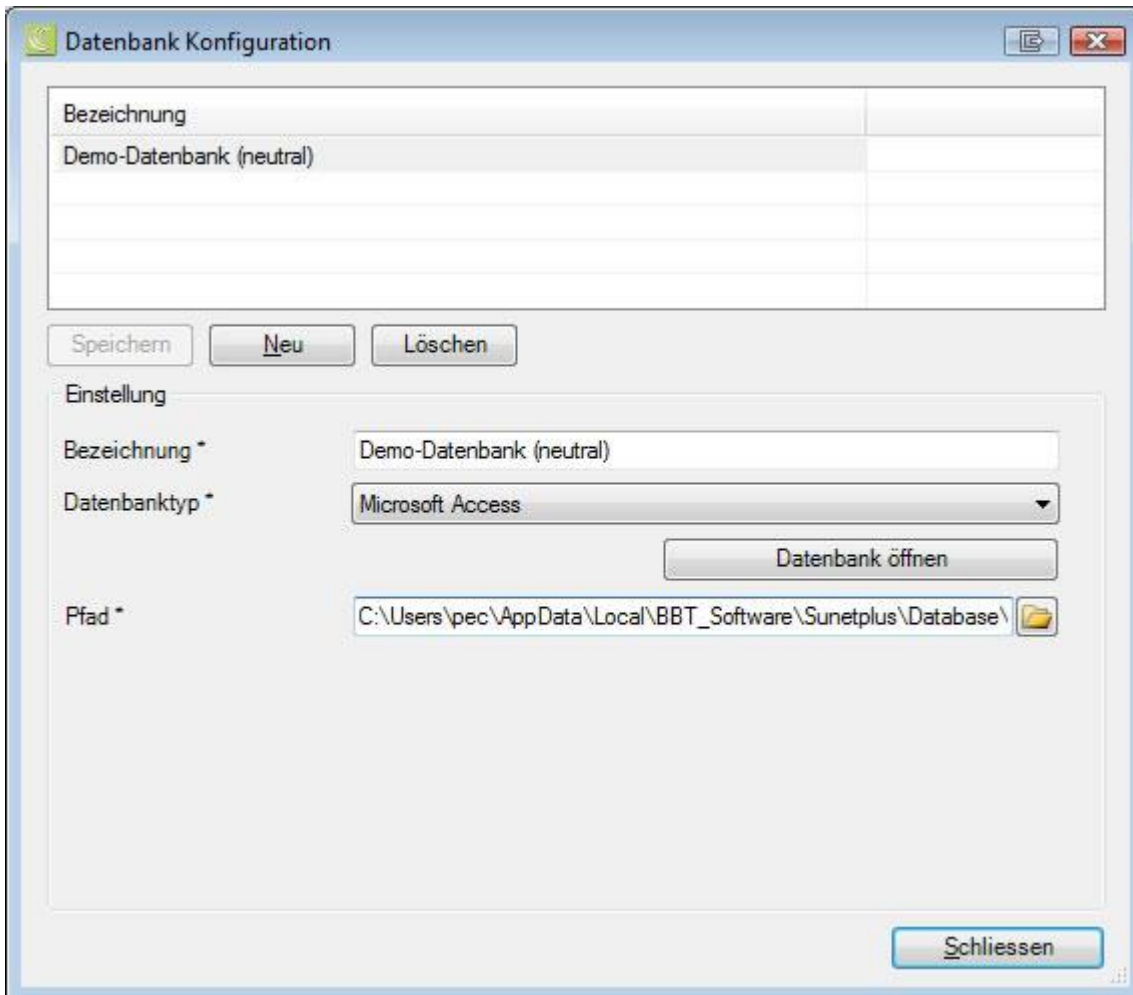 Datenbank Konfiguration
Bezeichnung
Demo-Datenbank (neutral)
Speichern Neu Löschen
Einstellung
Bezeichnung * Demo-Datenbank (neutral)
Datenbanktyp * Microsoft Access
Datenbank öffnen
Pfad * C:\Users\pec\AppData\Local\BBT_Software\Sunetplus\Database\
Schliessen